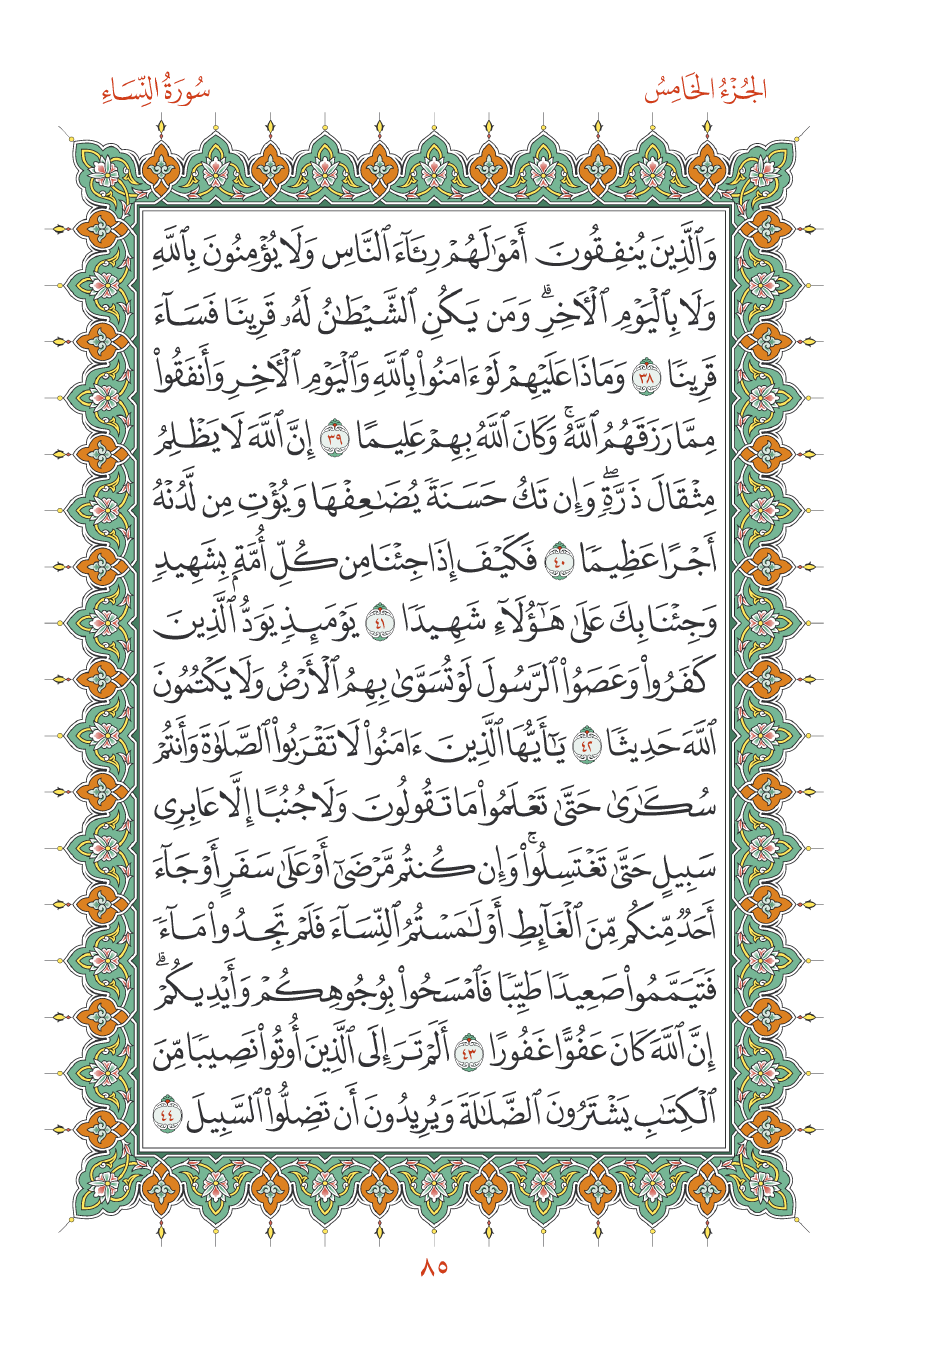 الجُزْءُ الخَامِسُ
سُورَةُ النِّسَاءِ
وَٱلَّذِينَ يُنفِقُونَ أَمْوَٰلَهُمْ رِئَآءَ ٱلنَّاسِ وَلَا يُؤْمِنُونَ بِٱللَّهِ
وَلَا بِٱلْيَوْمِ ٱلْـَٔاخِرِۗ وَمَن يَكُنِ ٱلشَّيْطَـٰنُ لَهُۥ قَرِينًا فَسَآءَ
قَرِينًا ٣٨ وَمَاذَا عَلَيْهِمْ لَوْ ءَامَنُوا۟ بِٱللَّهِ وَٱلْيَوْمِ ٱلْـَٔاخِرِ وَأَنفَقُوا۟
مِمَّا رَزَقَهُمُ ٱللَّهُۚ وَكَانَ ٱللَّهُ بِهِمْ عَلِيمًا ٣٩ إِنَّ ٱللَّهَ لَا يَظْلِمُ
مِثْقَالَ ذَرَّةٍۖ وَإِن تَكُ حَسَنَةً يُضَـٰعِفْهَا وَيُؤْتِ مِن لَّدُنْهُ
أَجْرًا عَظِيمًا ٤٠ فَكَيْفَ إِذَا جِئْنَا مِن كُلِّ أُمَّةٍۭ بِشَهِيدٍ
وَجِئْنَا بِكَ عَلَىٰ هَـٰٓؤُلَآءِ شَهِيدًا ٤١ يَوْمَئِذٍ يَوَدُّ ٱلَّذِينَ
كَفَرُوا۟ وَعَصَوُا۟ ٱلرَّسُولَ لَوْ تُسَوَّىٰ بِهِمُ ٱلْأَرْضُ وَلَا يَكْتُمُونَ
ٱللَّهَ حَدِيثًا ٤٢ يَـٰٓأَيُّهَا ٱلَّذِينَ ءَامَنُوا۟ لَا تَقْرَبُوا۟ ٱلصَّلَوٰةَ وَأَنتُمْ
سُكَـٰرَىٰ حَتَّىٰ تَعْلَمُوا۟ مَا تَقُولُونَ وَلَا جُنُبًا إِلَّا عَابِرِى
سَبِيلٍ حَتَّىٰ تَغْتَسِلُوا۟ۚ وَإِن كُنتُم مَّرْضَىٰٓ أَوْ عَلَىٰ سَفَرٍ أَوْ جَآءَ
أَحَدٌ مِّنكُم مِّنَ ٱلْغَآئِطِ أَوْ لَـٰمَسْتُمُ ٱلنِّسَآءَ فَلَمْ تَجِدُوا۟ مَآءً
فَتَيَمَّمُوا۟ صَعِيدًا طَيِّبًا فَٱمْسَحُوا۟ بِوُجُوهِكُمْ وَأَيْدِيكُمْۗ
إِنَّ ٱللَّهَ كَانَ عَفُوًّا غَفُورًا ٤٣ أَلَمْ تَرَ إِلَى ٱلَّذِينَ أُوتُوا۟ نَصِيبًا مِّنَ
ٱلْكِتَـٰبِ يَشْتَرُونَ ٱلضَّلَـٰلَةَ وَيُرِيدُونَ أَن تَضِلُّوا۟ ٱلسَّبِيلَ ٤٤
٨٥